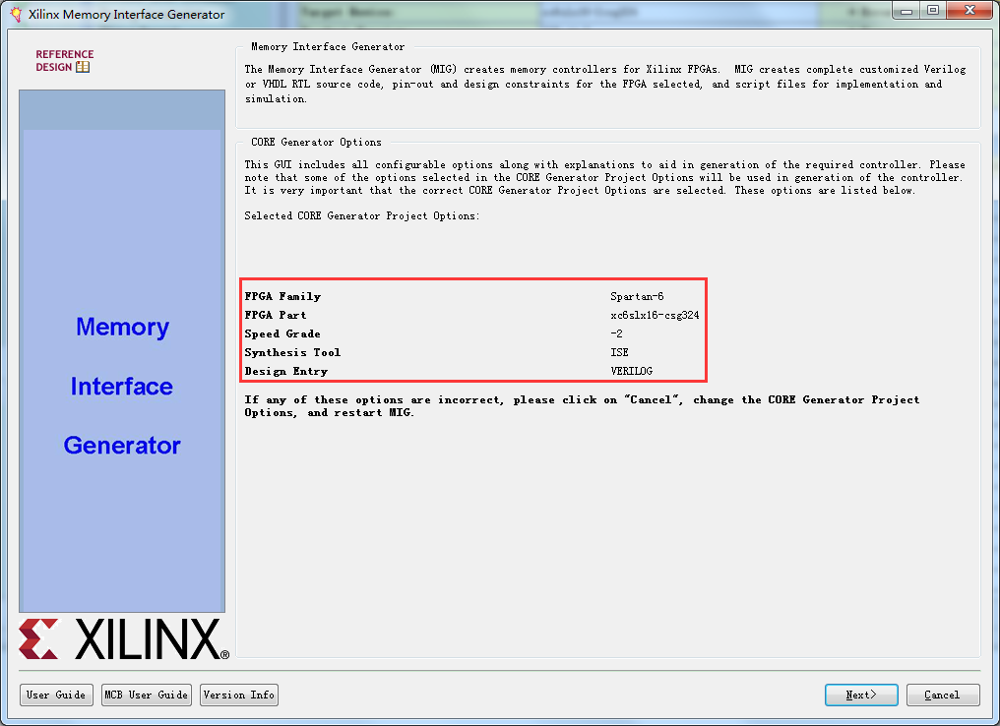 Xilinx Memory Interface Generator
REFERENCE
DESIGN
Memory Interface Generator
The Memory Interface Generator (MIG) creates memory controllers for Xilinx FPGAs. MIG creates complete customized Verilog
or VHDL RTL source code, pin-out and design constraints for the FPGA selected, and script files for implementation and
simulation.
CORE Generator Options
This GUI includes all configurable options along with explanations to aid in generation of the required controller. Please
note that some of the options selected in the CORE Generator Project Options will be used in generation of the controller.
It is very important that the correct CORE Generator Project Options are selected. These options are listed below.
Selected CORE Generator Project Options:
FPGA Family Spartan-6
FPGA Part xc6slx16-csg324
Speed Grade -2
Synthesis Tool ISE
Design Entry VERILOG
If any of these options are incorrect, please click on "Cancel", change the CORE Generator Project
Options, and restart MIG.
Memory
Interface
Generator
XILINX®
User Guide MCB User Guide Version Info Next> Cancel